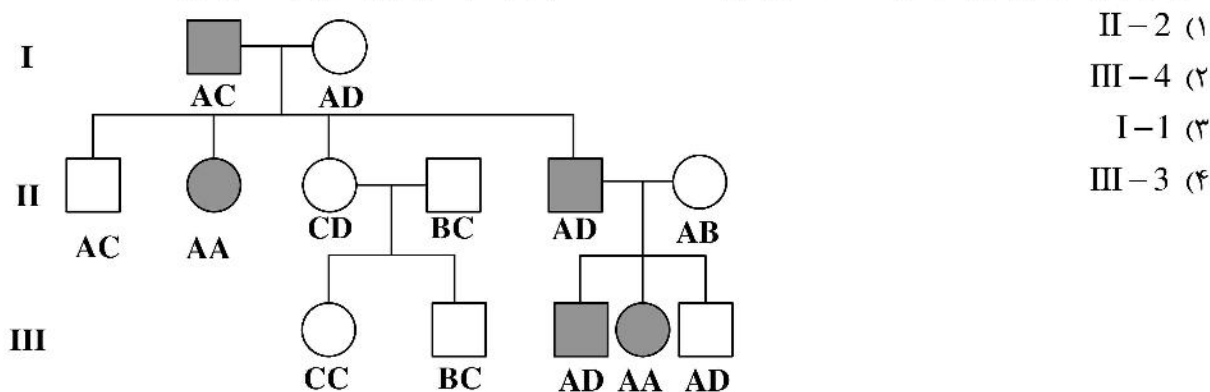 II – 2 (۱
III – 4 (۲
I – 1 (۳
III – 3 (۴
I
AC AD
II
AC AA CD BC AD AB
III
CC BC AD AA AD